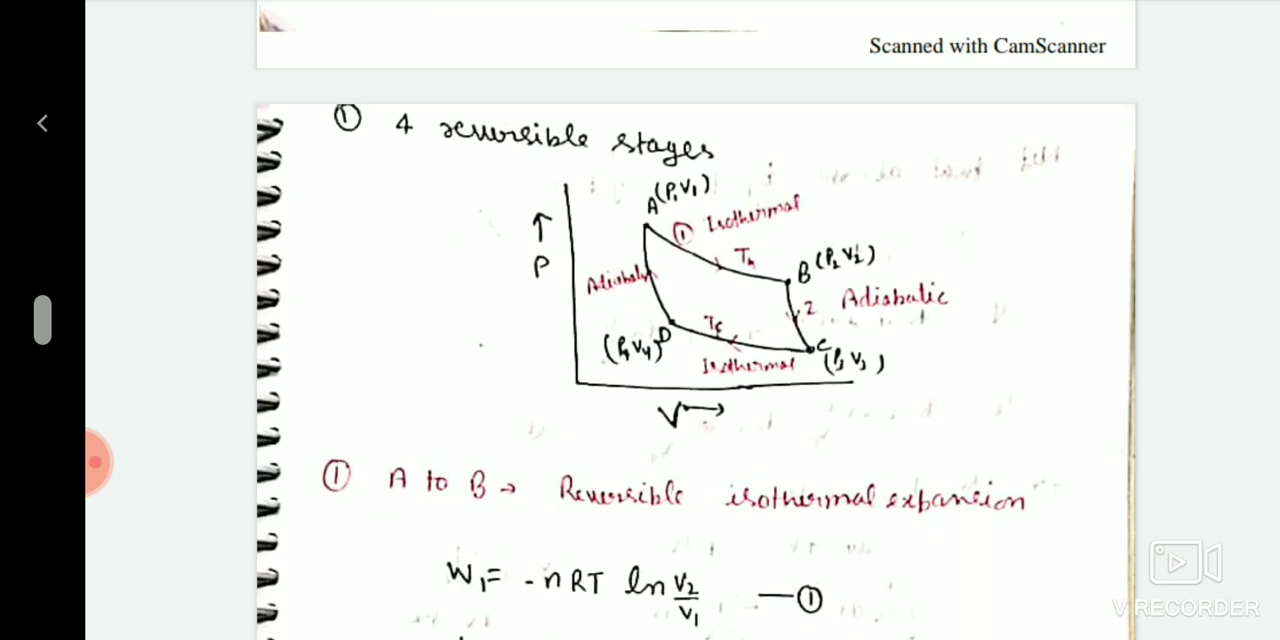 Scanned with CamScanner
① 4 reversible stages
A(P₁V₁)
① Isothermal
↑
P
Th
B(P₂V₂)
Adiabatic
2 Adiabatic
Tc
(P₄V₄)D
C(P₃V₃)
Isothermal
V→
① A to B → Reversible isothermal expansion
W₁= -nRT ln V₂/V₁ —①
V RECORDER